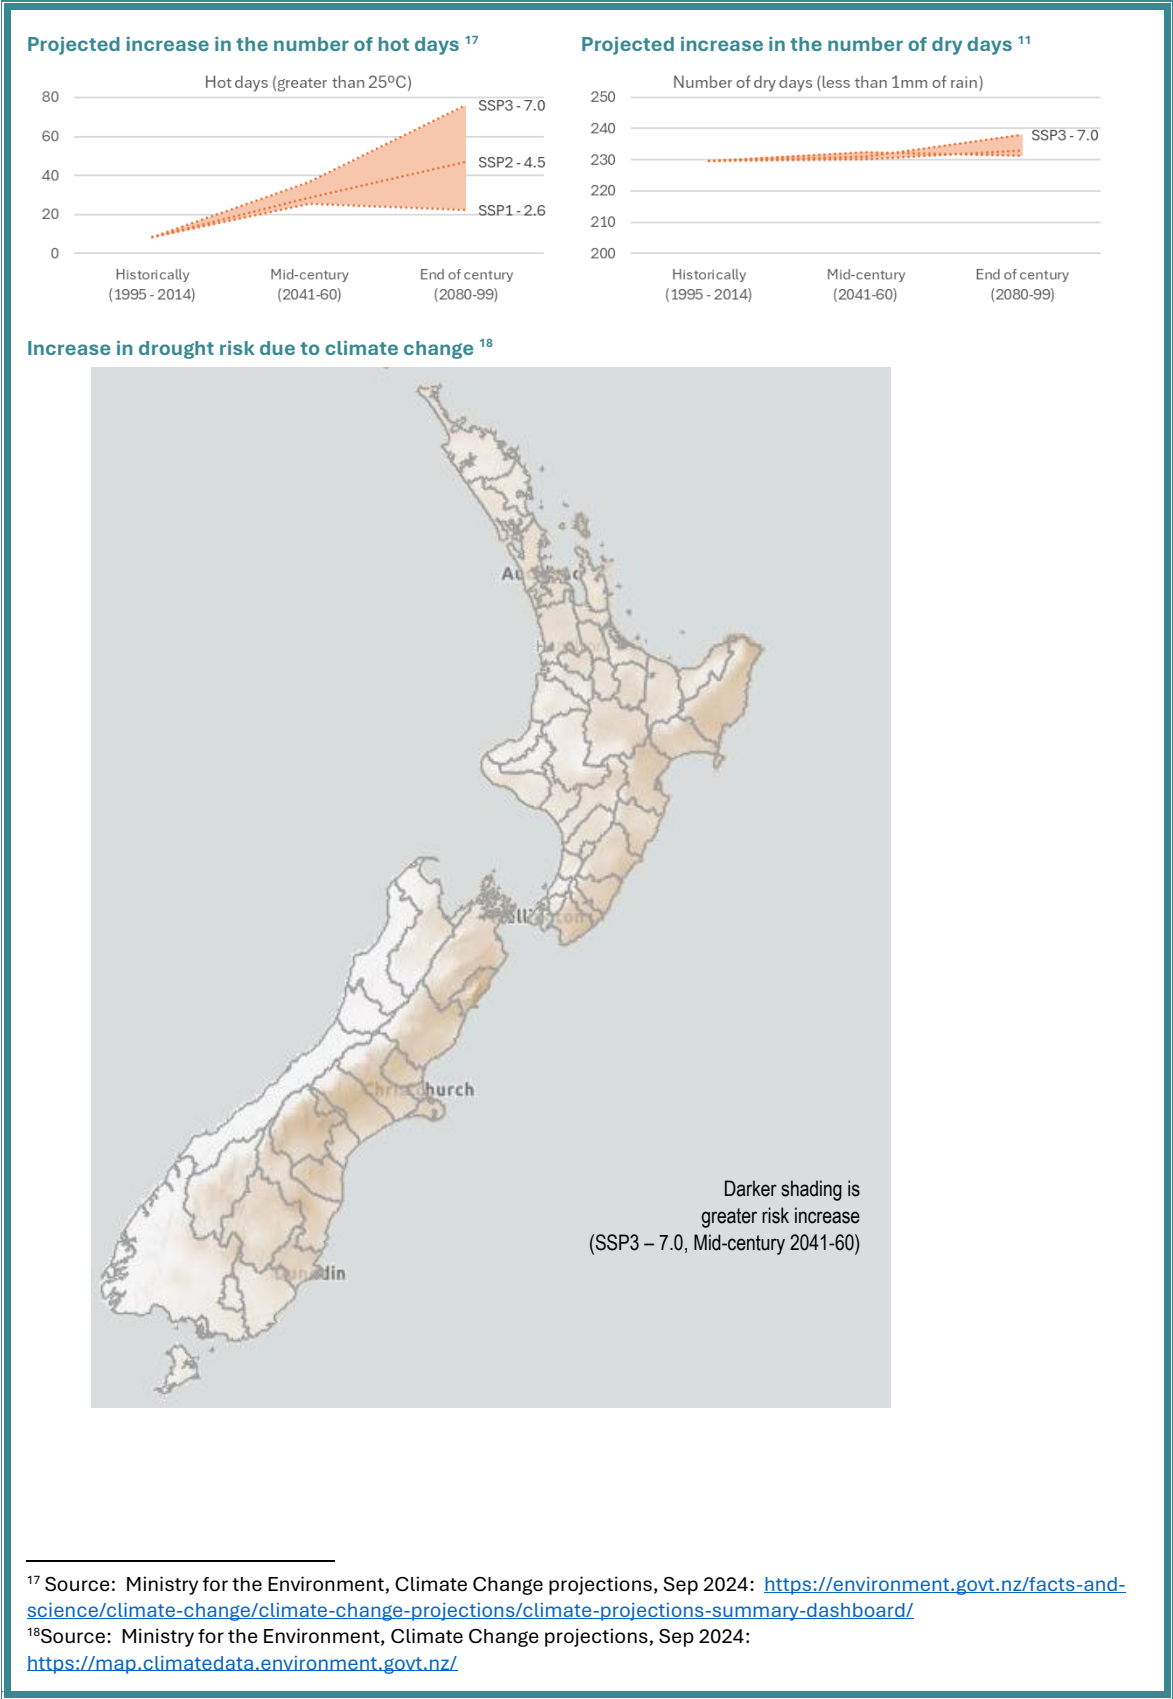 Projected increase in the number of hot days 17
Hot days (greater than 25ºC)
80
60
40
20
0
SSP3 - 7.0
SSP2 - 4.5
SSP1 - 2.6
Historically
(1995 - 2014)
Mid-century
(2041-60)
End of century
(2080-99)
Projected increase in the number of dry days 11
Number of dry days (less than 1mm of rain)
250
240
230
220
210
200
SSP3 - 7.0
Historically
(1995 - 2014)
Mid-century
(2041-60)
End of century
(2080-99)
Increase in drought risk due to climate change 18
Christchurch
Darker shading is
greater risk increase
(SSP3 – 7.0, Mid-century 2041-60)
Dunedin
17 Source: Ministry for the Environment, Climate Change projections, Sep 2024: https://environment.govt.nz/facts-and-
science/climate-change/climate-change-projections/climate-projections-summary-dashboard/
18Source: Ministry for the Environment, Climate Change projections, Sep 2024:
https://map.climatedata.environment.govt.nz/